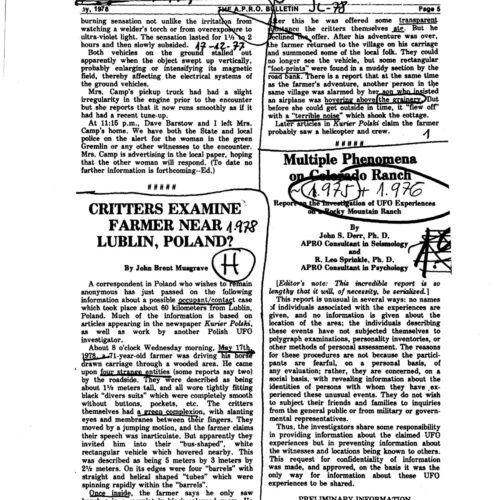 uy, 1978
THE A.P.R.O. BULLETIN
JL-78
Page 5
burning sensation not unlike the irritation from
watching a welder's torch or from overexposure to
ultra-violet light. The sensation lasted for 1½ to 2
hours and then slowly subsided. 17-12-77
Both vehicles on the ground stalled out
apparently when the object swept up vertically,
probably enlarging or intensifying its magnetic
field, thereby affecting the electrical systems of
the ground vehicles.
Mrs. Camp's pickup truck had had a slight
irregularity in the engine prior to the encounter
but she reports that it now runs smoothly as if it
had had a recent tune-up.
At 11:15 p.m., Dave Barstow and I left Mrs.
Camp's home. We have both the State and local
police on the alert for the woman in the green
Gremlin or any other witnesses to the encounter.
Mrs. Camp is advertising in the local paper, hoping
that the other woman will respond. (To date no
further information is forthcoming--Ed.)
#####
CRITTERS EXAMINE
FARMER NEAR 1978
LUBLIN, POLAND?
By John Brent Musgrave
H
A correspondent in Poland who wishes to remain
anonymous has just passed on the following
information about a possible occupant/contact case
which took place about 60 kilometers from Lublin,
Poland. Much of the information is based on
articles appearing in the newspaper Kurier Polski,
as well as work by another Polish UFO
investigator.
About 8 o'clock Wednesday morning, May 17th,
1978, a 71-year-old farmer was driving his horse
drawn carriage through a wooded area. He came
upon four strange entities (some reports say two)
by the roadside. They were described as being
about 1½ meters tall, and all wore tightly fitting
black "divers suits" which were completely smooth
without buttons, pockets, etc. The critters
themselves had a green complexion, with slanting
eyes and membranes between their fingers. They
moved by a jumping motion, and the farmer claims
their speech was inarticulate. But apparently they
invited him into their "bus-shaped", white
rectangular vehicle which hovered nearby. This
was described as being 5 meters by 3 meters by
2½ meters. On its edges were four "barrels" with
straight and helical shaped "tubes" which were
spinning rapidly within the "barrels".
Once inside, the farmer says he only saw
After this he was offered some transparent
substance the critters themselves ate. But he
declined the offer. After his adventure was over,
the farmer returned to the village on his carriage
and summoned some of the local folk. They could
no longer see the vehicle, but some rectangular
"foot-prints" were found in a muddy section by the
road bank. There is a report that at the same time
as the farmer's adventure, another person in the
same village was alarmed by her son who insisted
an airplane was hovering above the grainery. But
before she could get outside in time, it "flew off"
with a "terrible noise" which shook the cottage.
Later articles in Kurier Polski claim the farmer
probably saw a helicopter and crew.
1
#####
Multiple Phenomena
on Colorado Ranch
1.975 + 1.976
Report on the Investigation of UFO Experiences
on a Rocky Mountain Ranch
By
John S. Derr, Ph. D.
APRO Consultant in Seismology
and
R. Leo Sprinkle, Ph. D.
APRO Consultant in Psychology
[Editor's note: This incredible report is so
lengthy that it will, of necessity, be serialized.]
This report is unusual in several ways: no names
of individuals associated with the experiences are
given, and no information is given about the
location of the area; the individuals describing
these events have not subjected themselves to
polygraph examinations, personality inventories, or
other methods of personal assessment. The reasons
for these procedures are not because the partici-
pants are fearful, on a personal basis, of
any evaluation; rather, they are concerned, on a
social basis, with revealing information about the
identities of persons with whom they have ex-
perienced these unusual events. They do not wish
to subject their friends and families to inquiries
from the general public or from military or govern-
mental representatives.
Thus, the investigators share some responsibility
in providing information about the claimed UFO
experiences but in preventing information about
the witnesses and locations being known to others.
This request for confidentiality of information
was made, and approved, on the basis it was the
only way for information about these UFO
experiences to be shared.
PRELIMINARY INFORMATION